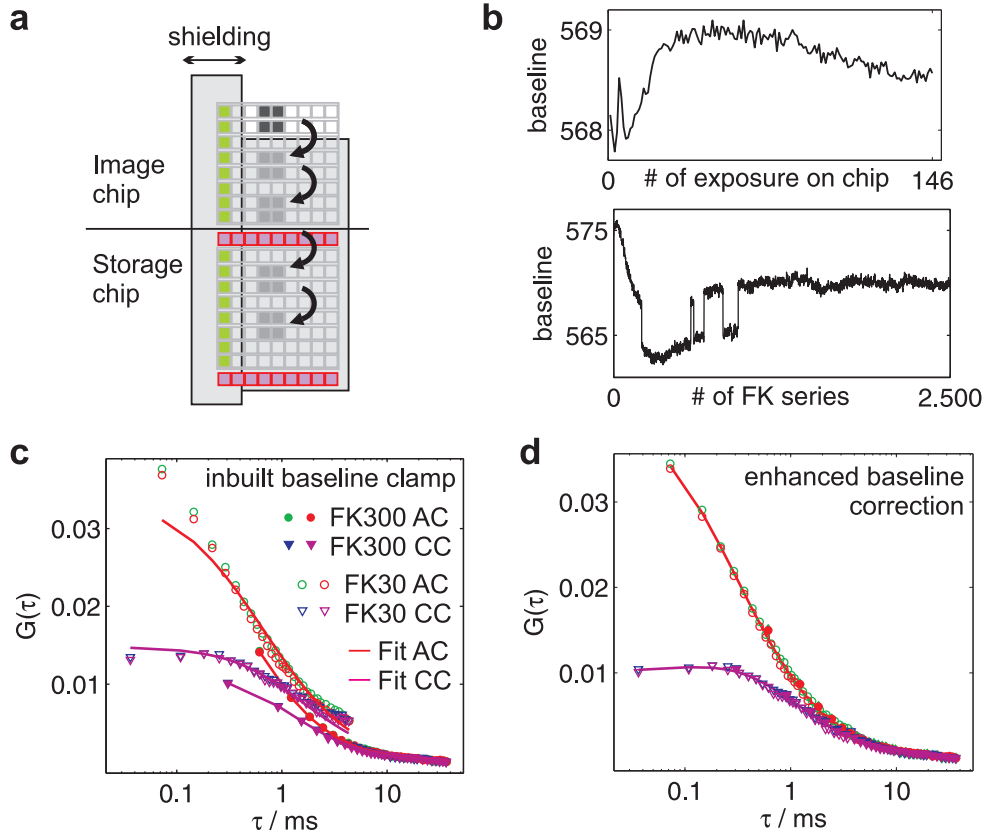 a
shielding
Image
chip
Storage
chip
b
569
568
baseline
0
# of exposure on chip
146
575
565
baseline
0
# of FK series
2.500
c
inbuilt baseline clamp
FK300 AC
FK300 CC
FK30 AC
FK30 CC
Fit AC
Fit CC
0.03
0.02
0.01
G(τ)
0.1
1
10
τ / ms
d
enhanced baseline
correction
0.03
0.02
0.01
0
G(τ)
0.1
1
10
τ / ms